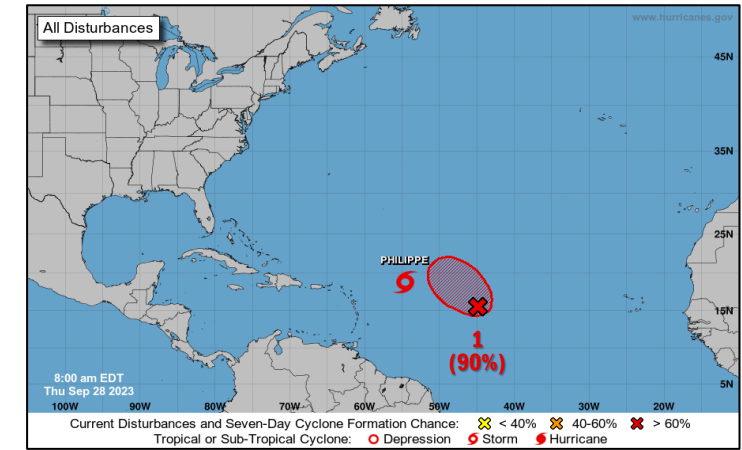 www.hurricanes.gov
All Disturbances
45N
35N
25N
PHILIPPE
15N
1
(90%)
8:00 am EDT
Thu Sep 28 2023
5N
100W 90W 80W 70W 60W 50W 40W 30W 20W
Current Disturbances and Seven-Day Cyclone Formation Chance: < 40% 40-60% > 60%
Tropical or Sub-Tropical Cyclone: Depression Storm Hurricane